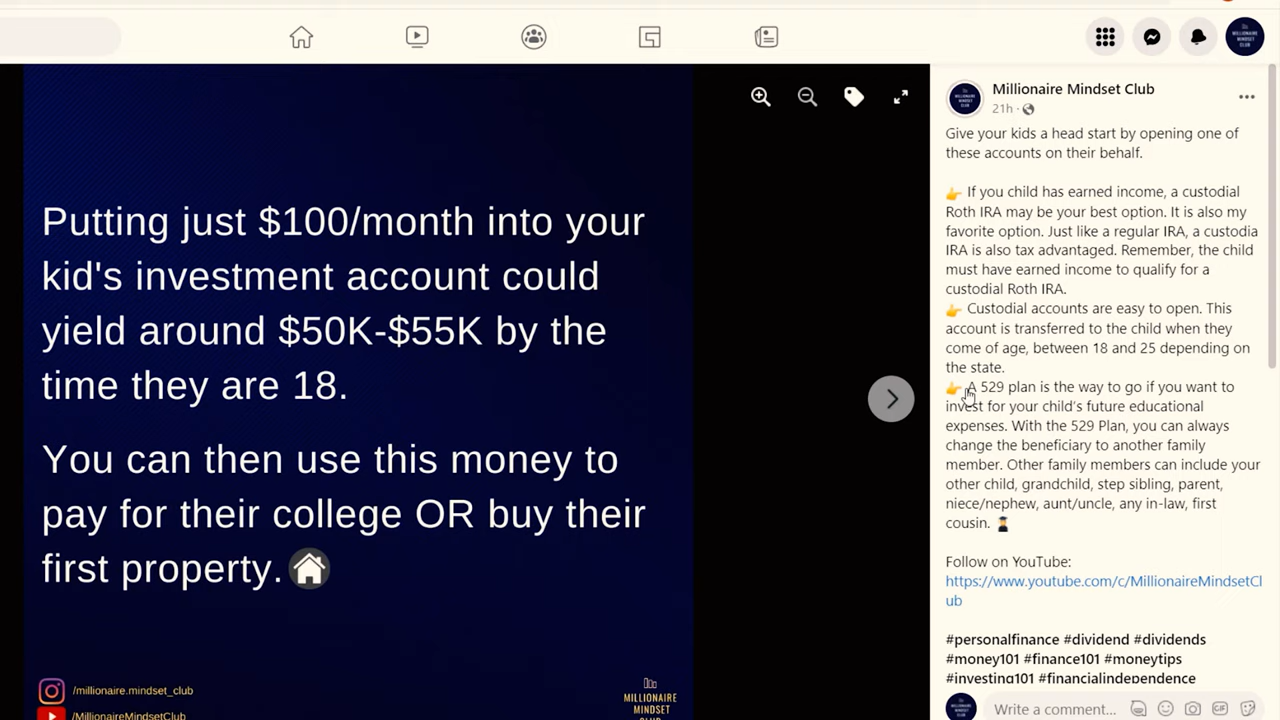 Putting just $100/month into your
kid's investment account could
yield around $50K-$55K by the
time they are 18.
You can then use this money to
pay for their college OR buy their
first property.
/millionaire.mindset_club
/MillionaireMindsetClub
MILLIONAIRE
MINDSET
CLUB
Millionaire Mindset Club
21h ·
Give your kids a head start by opening one of
these accounts on their behalf.
👉 If you child has earned income, a custodial
Roth IRA may be your best option. It is also my
favorite option. Just like a regular IRA, a custodia
IRA is also tax advantaged. Remember, the child
must have earned income to qualify for a
custodial Roth IRA.
👉 Custodial accounts are easy to open. This
account is transferred to the child when they
come of age, between 18 and 25 depending on
the state.
👉 A 529 plan is the way to go if you want to
invest for your child's future educational
expenses. With the 529 Plan, you can always
change the beneficiary to another family
member. Other family members can include your
other child, grandchild, step sibling, parent,
niece/nephew, aunt/uncle, any in-law, first
cousin.
Follow on YouTube:
https://www.youtube.com/c/MillionaireMindsetCl
ub
#personalfinance #dividend #dividends
#money101 #finance101 #moneytips
#investing101 #financialindependence
Write a comment...
GIF